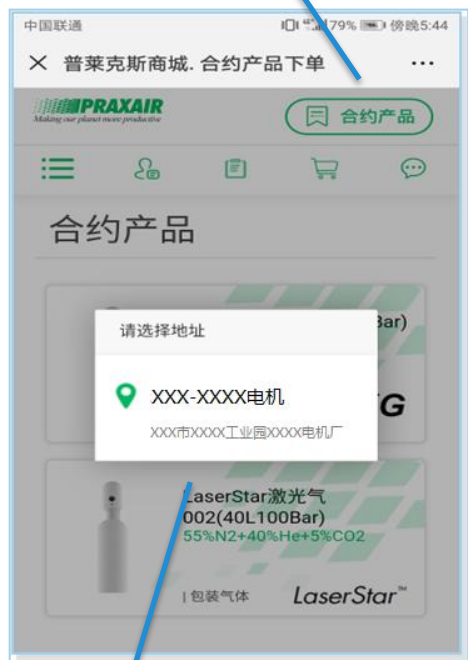 中国联通
79% 傍晚5:44
普莱克斯商城. 合约产品下单
PRAXAIR
Making our planet more productive
合约产品
合约产品
Bar)
请选择地址
XXX-XXXX电机
XXX市XXXX工业园XXXX电机厂
G
LaserStar激光气
002(40L100Bar)
55%N2+40%He+5%CO2
| 包装气体
LaserStar™